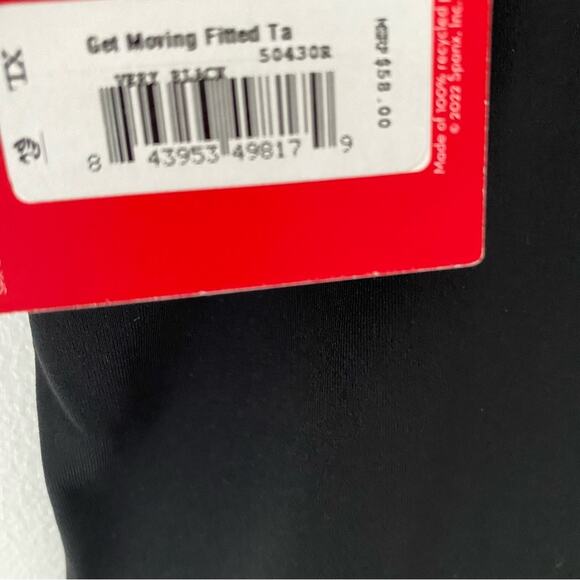 Get Moving Fitted Ta
50430R
VERY BLACK
8 43953 49817 9
XL
MSRP $58.00
Made of 100% recycled
© 2022 Spanx, Inc.